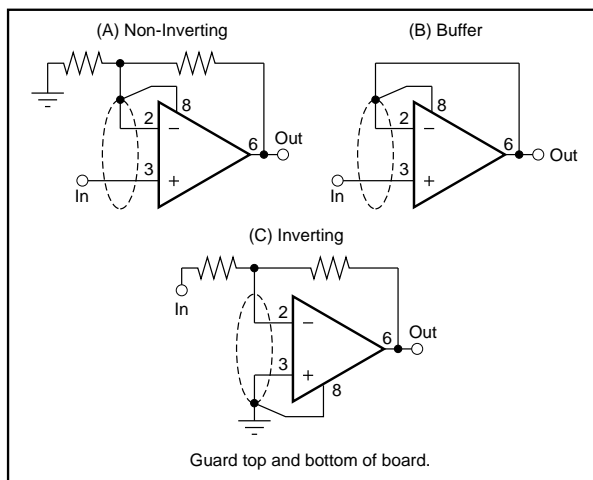 (A) Non-Inverting
(B) Buffer
8
2
−
3
+
6
Out
In
8
2
−
3
+
6
Out
In
(C) Inverting
In
2
−
3
+
6
Out
8
Guard top and bottom of board.